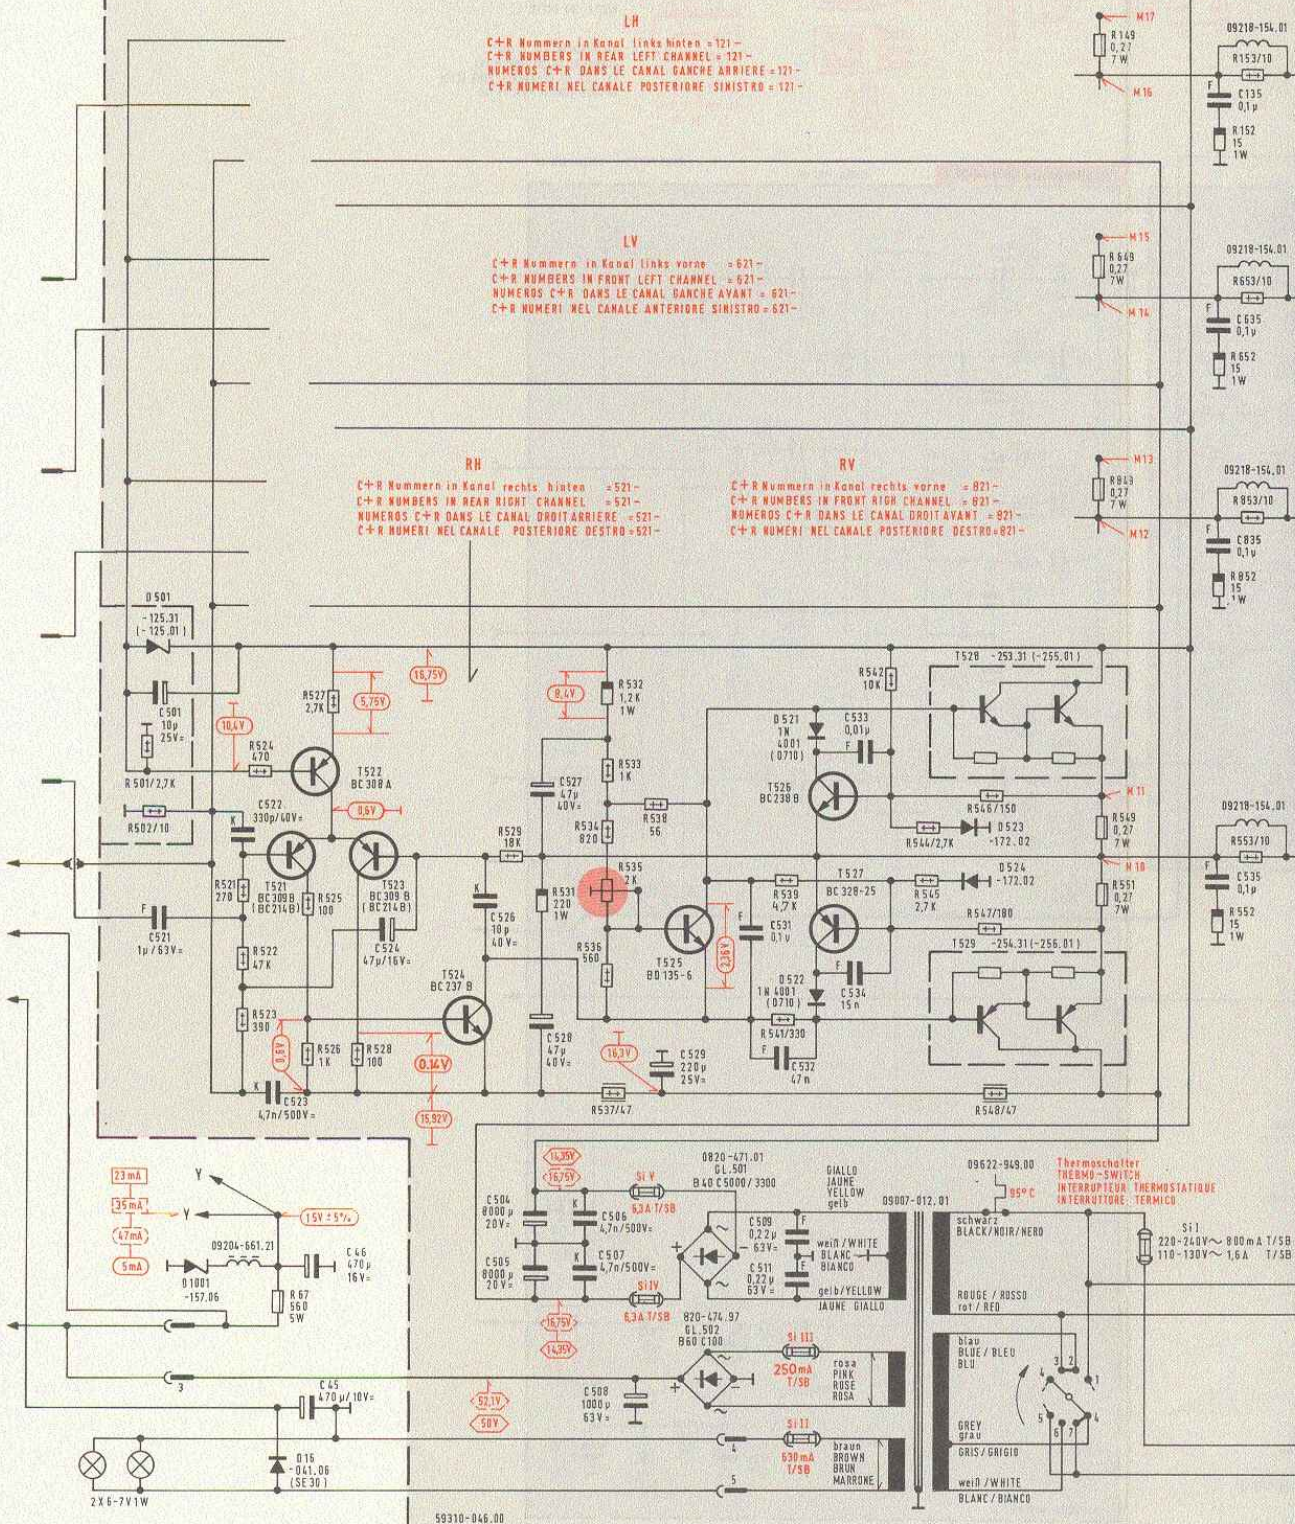 LH
C+R Nummern in Kanal links hinten = 121-
C+R NUMBERS IN REAR LEFT CHANNEL = 121-
NUMEROS C+R DANS LE CANAL GANCHE ARRIERE = 121-
C+R NUMERI NEL CANALE POSTERIORE SINISTRO = 121-
M17
R149
0,27
7W
M16
09218-154.01
R153/10
F
C135
0,1µ
R152
15
1W
LV
C+R Nummern in Kanal links vorne = 621-
C+R NUMBERS IN FRONT LEFT CHANNEL = 621-
NUMEROS C+R DANS LE CANAL GANCHE AVANT = 621-
C+R NUMERI NEL CANALE ANTERIORE SINISTRO = 621-
M15
R649
0,27
7W
M14
09218-154.01
R653/10
F
C635
0,1µ
R652
15
1W
RH
C+R Nummern in Kanal rechts hinten = 521-
C+R NUMBERS IN REAR RIGHT CHANNEL = 521-
NUMEROS C+R DANS LE CANAL DROIT ARRIERE = 521-
C+R NUMERI NEL CANALE POSTERIORE DESTRO = 521-
RV
C+R Nummern in Kanal rechts vorne = 821-
C+R NUMBERS IN FRONT RIGH CHANNEL = 821-
NUMEROS C+R DANS LE CANAL DROIT AVANT = 821-
C+R NUMERI NEL CANALE POSTERIORE DESTRO = 821-
M13
R849
0,27
7W
M12
09218-154.01
R853/10
F
C835
0,1µ
R852
15
1W
D501
-125.31
(-125.01)
C501
10µ
25V=
R501/2,7K
R502/10
10,4V
R524
470
R527
2,7K
5,75V
16,75V
T522
BC308A
C522
330p/40V=
K
0,6V
T521
BC309B
(BC214B)
T523
BC309B
(BC214B)
R521
270
R525
100
F
C521
1µ/63V=
R522
47K
C524
47µ/16V=
R523
390
0,6V
R526
1K
R528
100
0.14V
15,92V
K
C523
4,7n/500V=
T524
BC237B
R529
18K
K
C526
10p
40V=
R531
220
1W
C527
47µ
40V=
C528
47µ
40V=
8,4V
R532
1,2K
1W
R533
1K
R534
820
R538
56
R535
2K
R536
560
T525
BD135-6
2,36V
16,3V
R537/47
C529
220µ
25V=
D521
1N
4001
(0710)
C533
0,01µ
F
T526
BC238B
R542
10K
R546/150
R544/2,7K
D523
-172.02
T527
BC328-25
R539
4,7K
R545
2,7K
D524
-172.02
F
C531
0,1µ
R547/180
D522
1N4001
(0710)
F
C534
15n
R541/330
F
C532
47n
R548/47
T528 -253.31 (-255.01)
T529 -254.31 (-256.01)
M11
R549
0,27
7W
M10
R551
0,27
7W
09218-154.01
R553/10
F
C535
0,1µ
R552
15
1W
23mA
35mA
47mA
5mA
Y
Y
15V ± 5%
09204-661.21
D1001
-157.06
C46
470µ
16V=
R67
560
5W
3
C45
470µ/10V=
D16
-041.06
(SE30)
2X6-7V1W
59310-046.00
14,35V
16,75V
C504
8000µ
20V=
C505
8000µ
20V=
K
C506
4,7n/500V=
K
C507
4,7n/500V=
16,75V
14,35V
Si V
6,3A T/SB
Si IV
6,3A T/SB
0820-471.01
GL.501
B40C5000/3300
+
-
~
~
C509
0,22µ
63V=
F
C511
0,22µ
63V=
F
GIALLO
JAUNE
YELLOW
gelb
weiß/WHITE
BLANC
BIANCO
gelb/YELLOW
JAUNE GIALLO
820-474.97
GL.502
B60 C100
+
-
~
~
52,1V
50V
C508
1000µ
63V=
Si III
250mA
T/SB
rosa
PINK
ROSE
ROSA
4
Si II
630mA
T/SB
5
braun
BROWN
BRUN
MARRONE
09007-012.01
09622-949.00
95°C
Thermoschalter
THERMO-SWITCH
INTERRUPTEUR THERMOSTATIQUE
INTERRUTTORE TERMICO
schwarz
BLACK/NOIR/NERO
Si I
220-240V~ 800mA T/SB
110-130V~ 1,6A T/SB
ROUGE / ROSSO
rot / RED
blau
BLUE/BLEU
BLU
3
2
4
1
5
6
7
4
GREY
grau
GRIS/GRIGIO
weiß/WHITE
BLANC/BIANCO